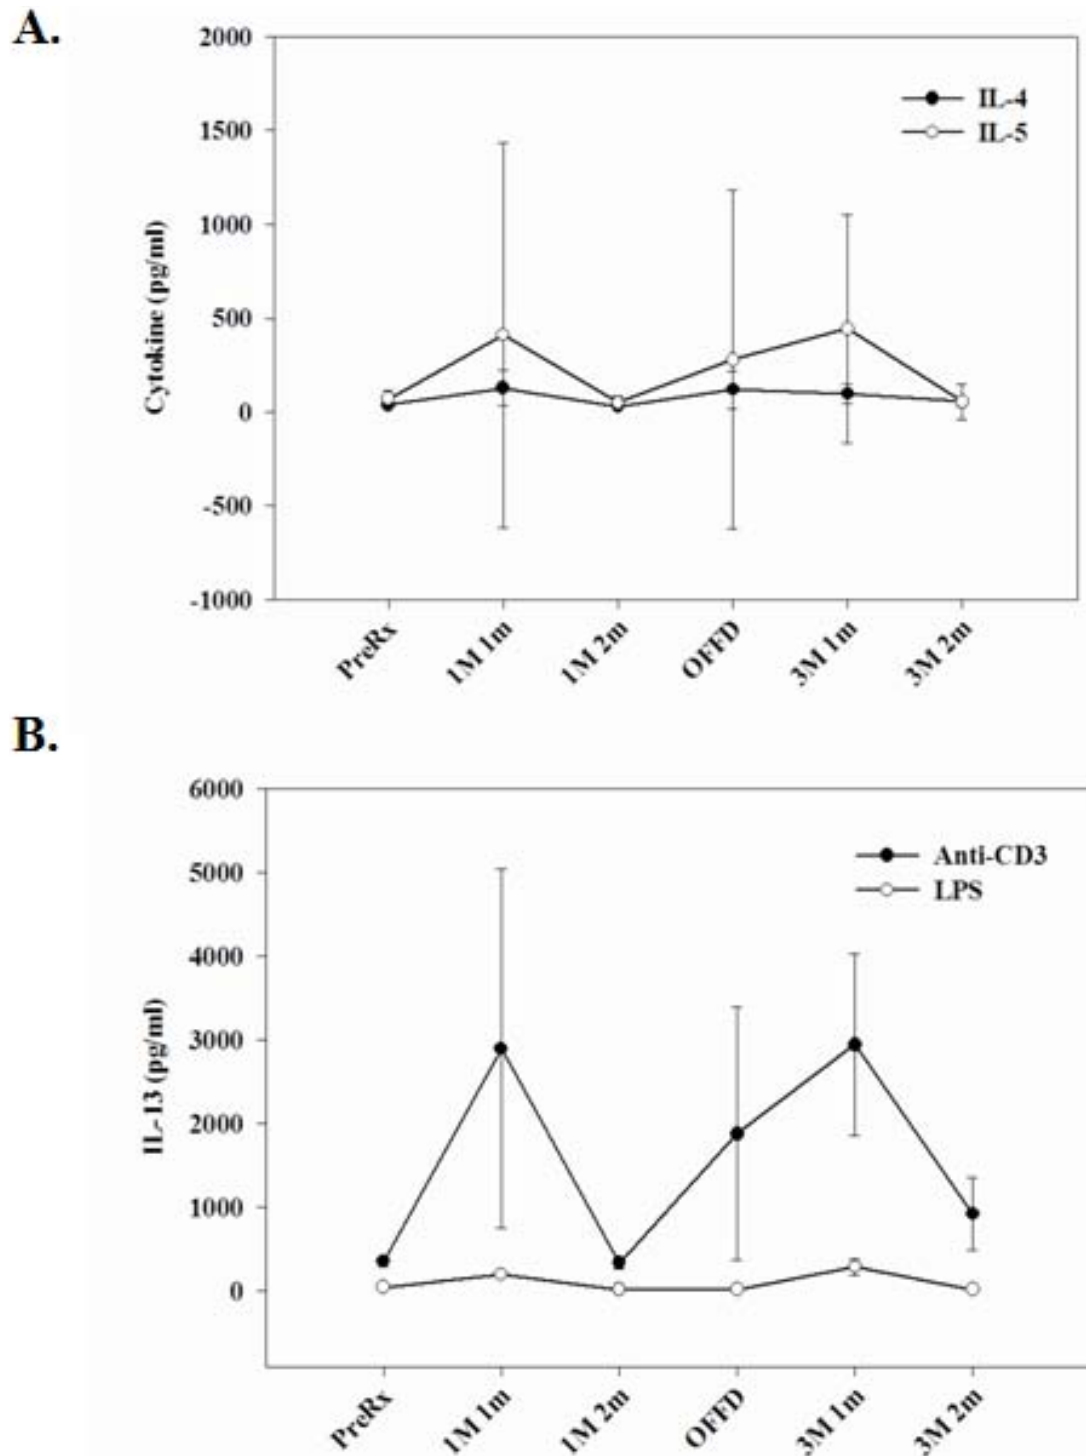 A.
2000
1500
1000
500
0
-500
-1000
Cytokine (pg/ml)
IL-4
IL-5
PreRx
1M 1m
1M 2m
OFFD
3M 1m
3M 2m
B.
6000
5000
4000
3000
2000
1000
0
IL-13 (pg/ml)
Anti-CD3
LPS
PreRx
1M 1m
1M 2m
OFFD
3M 1m
3M 2m